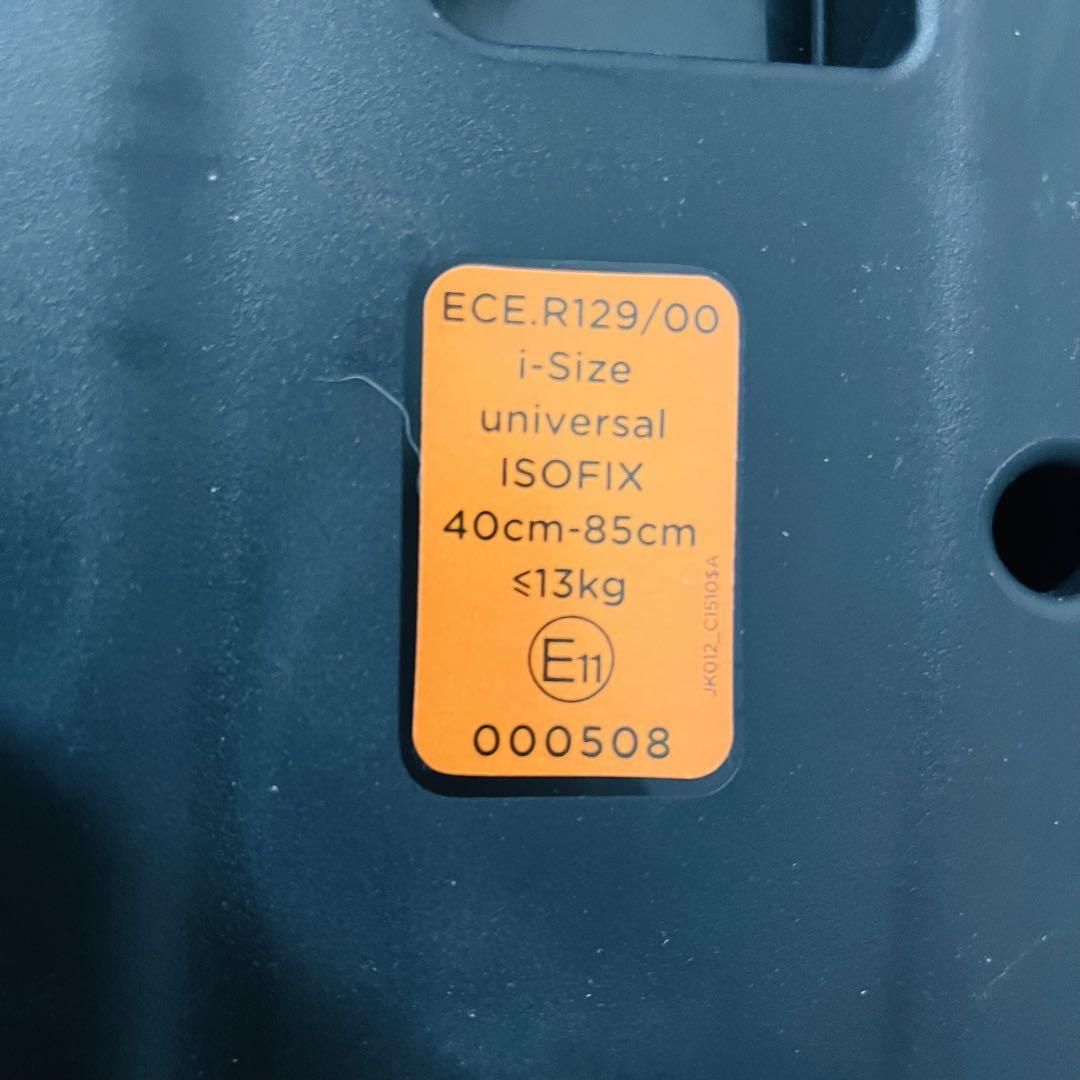 ECE.R129/00
i-Size
universal
ISOFIX
40cm-85cm
≤13kg
E11
000508
JK012_C1510$A